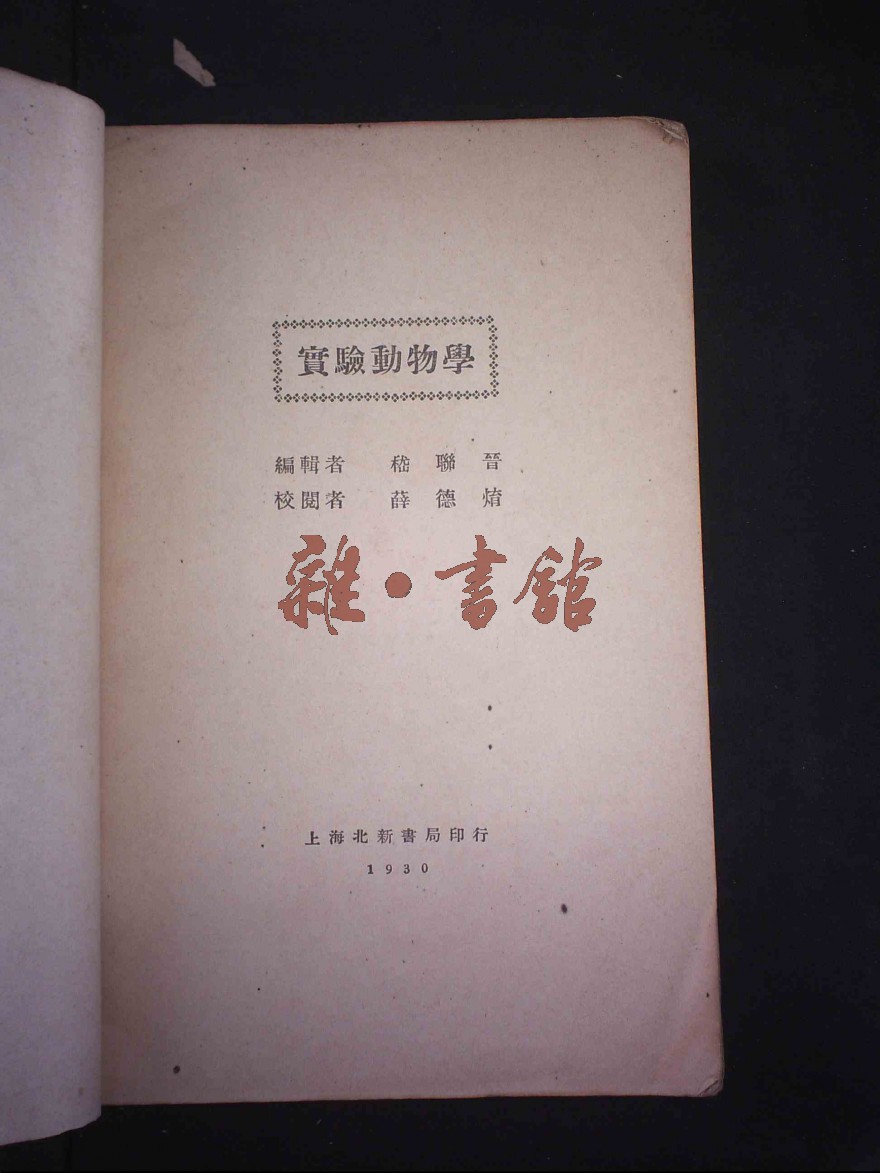 實驗動物學
編輯者 嵇聯晉
校閱者 薛德焴
雜·書館
上海北新書局印行
1930